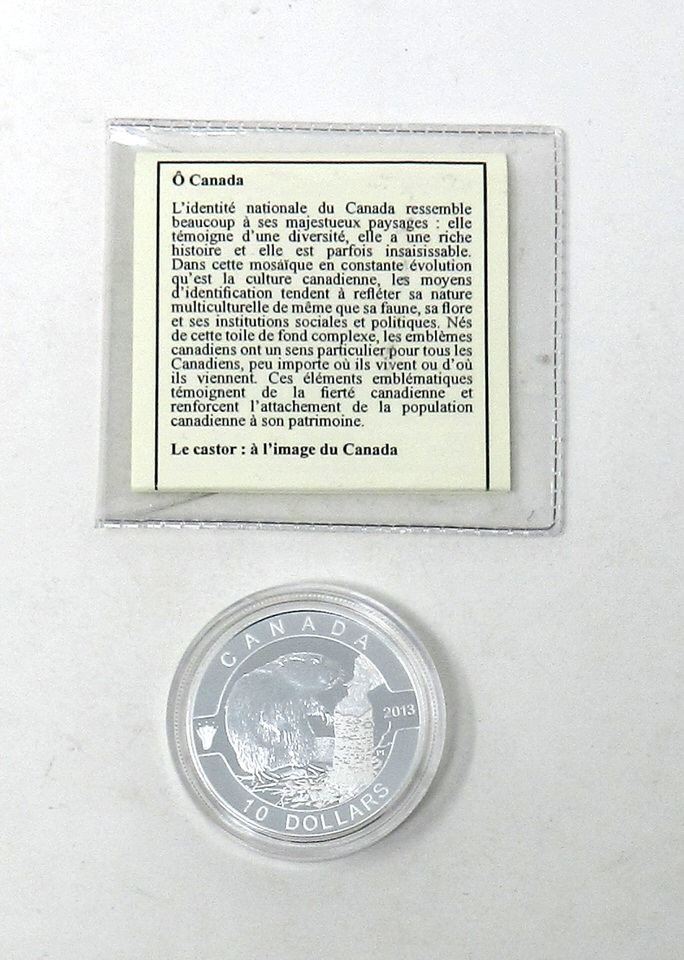 Ô Canada
L'identité nationale du Canada ressemble
beaucoup à ses majestueux paysages : elle
témoigne d'une diversité, elle a une riche
histoire et elle est parfois insaisissable.
Dans cette mosaïque en constante évolution
qu'est la culture canadienne, les moyens
d'identification tendent à refléter sa nature
multiculturelle de même que sa faune, sa flore
et ses institutions sociales et politiques. Nés
de cette toile de fond complexe, les emblèmes
canadiens ont un sens particulier pour tous les
Canadiens, peu importe où ils vivent ou d'où
ils viennent. Ces éléments emblématiques
témoignent de la fierté canadienne et
renforcent l'attachement de la population
canadienne à son patrimoine.
Le castor : à l'image du Canada
CANADA
2013
10 DOLLARS